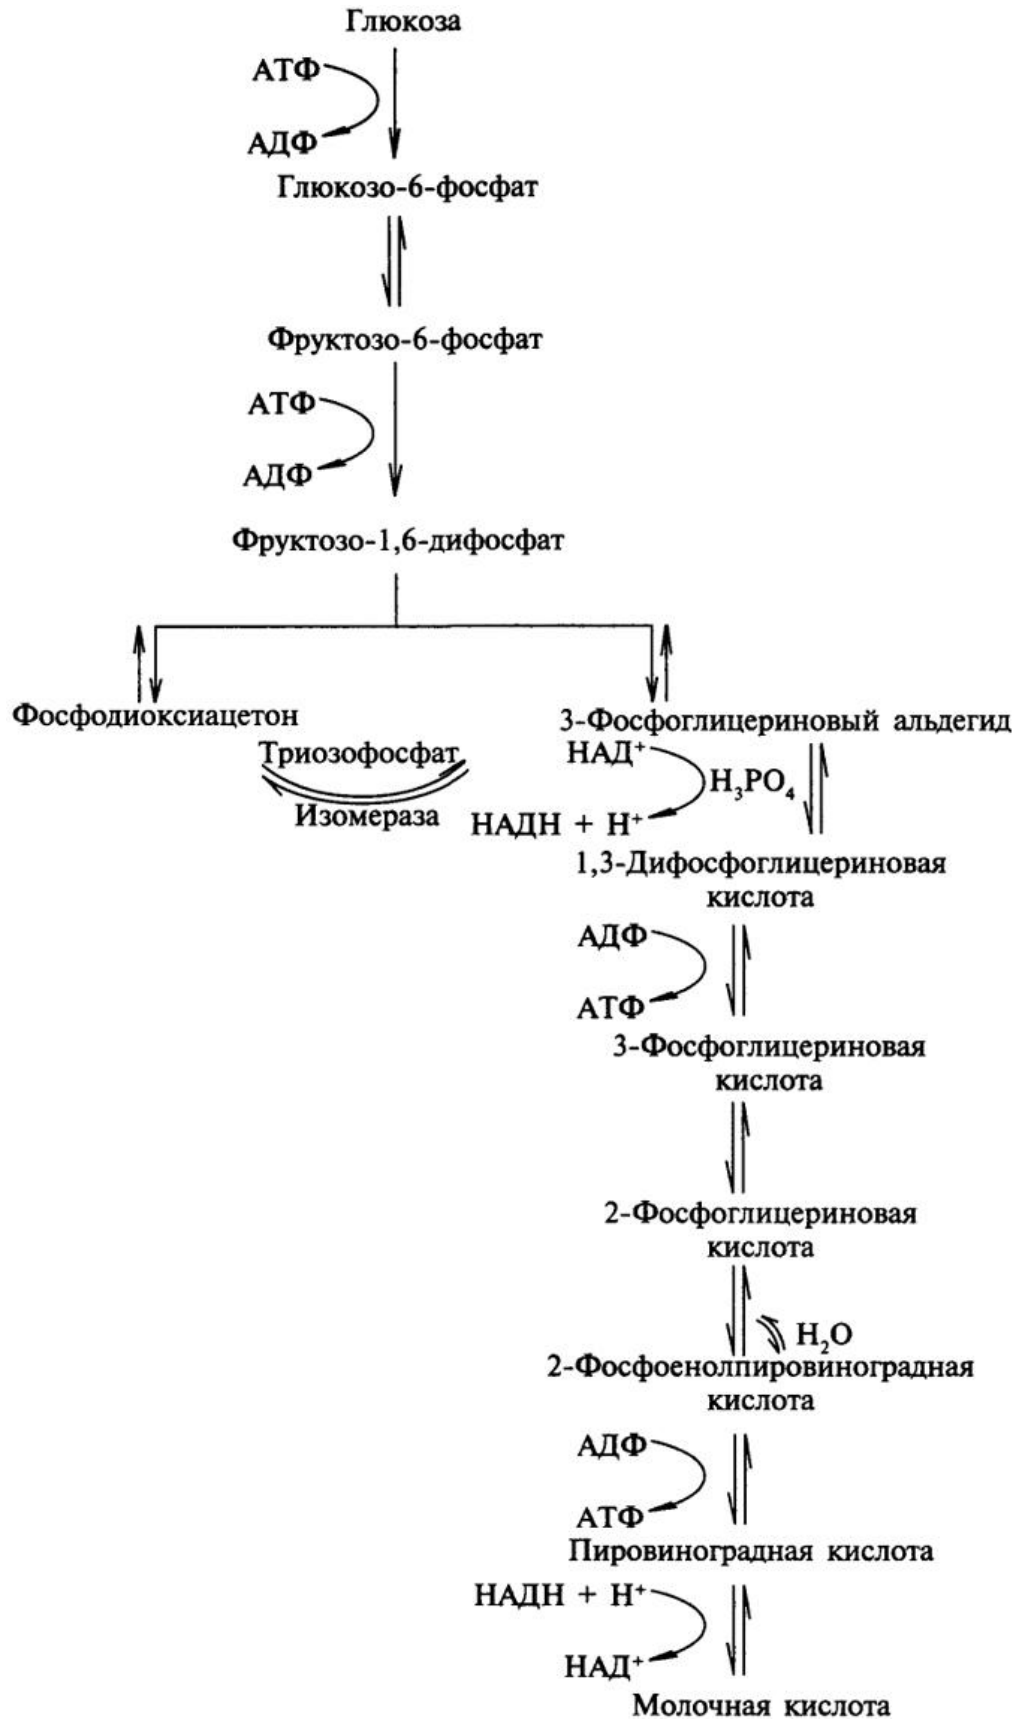 Глюкоза
АТФ
АДФ
Глюкозо-6-фосфат
Фруктозо-6-фосфат
АТФ
АДФ
Фруктозо-1,6-дифосфат
Фосфодиоксиацетон
3-Фосфоглицериновый альдегид
Триозофосфат
Изомераза
НАД⁺
H₃PO₄
НАДН + Н⁺
1,3-Дифосфоглицериновая
кислота
АДФ
АТФ
3-Фосфоглицериновая
кислота
2-Фосфоглицериновая
кислота
H₂O
2-Фосфоенолпировиноградная
кислота
АДФ
АТФ
Пировиноградная кислота
НАДН + Н⁺
НАД⁺
Молочная кислота